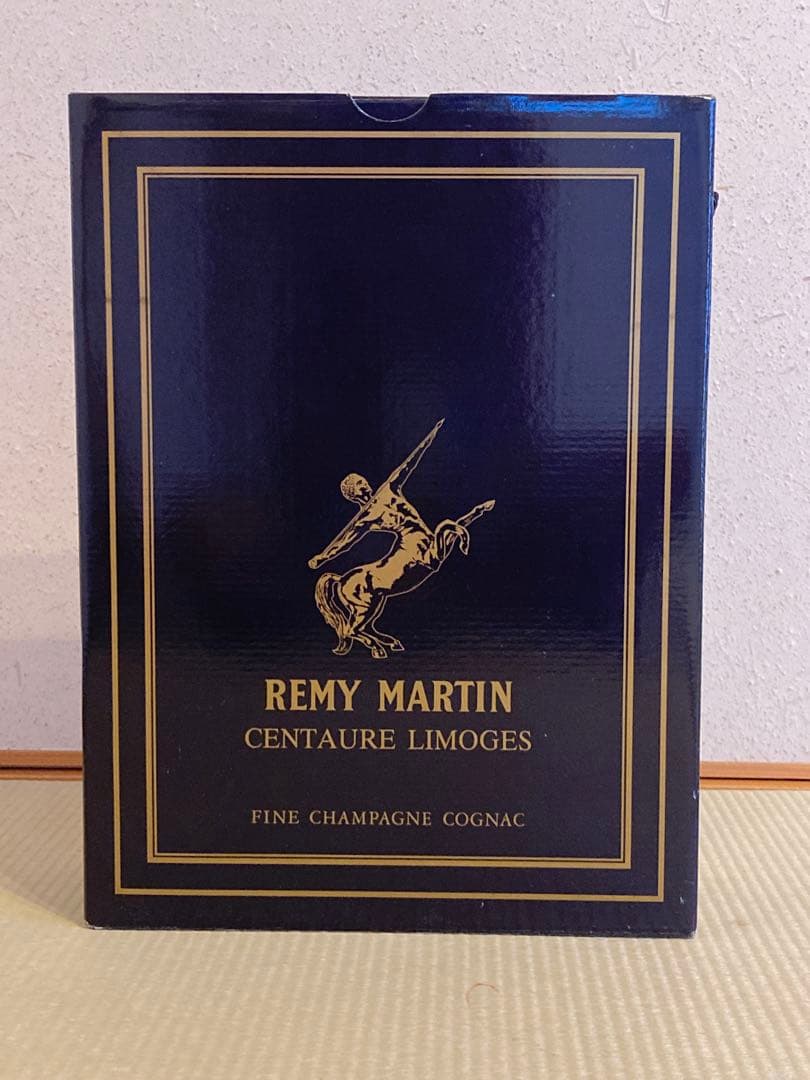 REMY MARTIN
CENTAURE LIMOGES
FINE CHAMPAGNE COGNAC